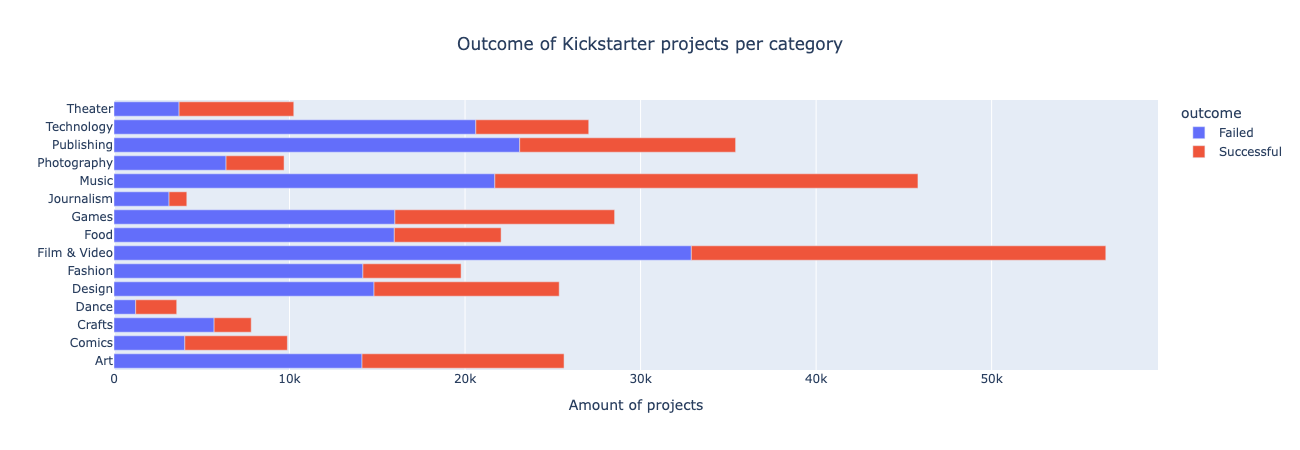 Outcome of Kickstarter projects per category
outcome
Failed
Successful
Theater
Technology
Publishing
Photography
Music
Journalism
Games
Food
Film & Video
Fashion
Design
Dance
Crafts
Comics
Art
0 10k 20k 30k 40k 50k
Amount of projects